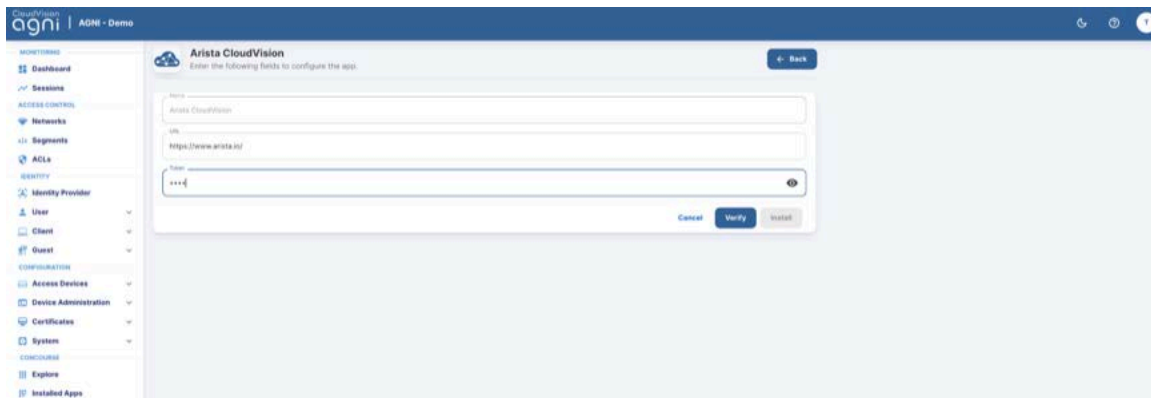 CloudVision
agni | AGNI - Demo
T
MONITORING
Dashboard
Sessions
ACCESS CONTROL
Networks
Segments
ACLs
IDENTITY
Identity Provider
User
Client
Guest
CONFIGURATION
Access Devices
Device Administration
Certificates
System
CONCOURSE
Explore
Installed Apps
Arista CloudVision
Enter the following fields to configure the app.
← Back
Name
Arista CloudVision
URL
https://www.arista.io/
Token
••••
Cancel
Verify
Install